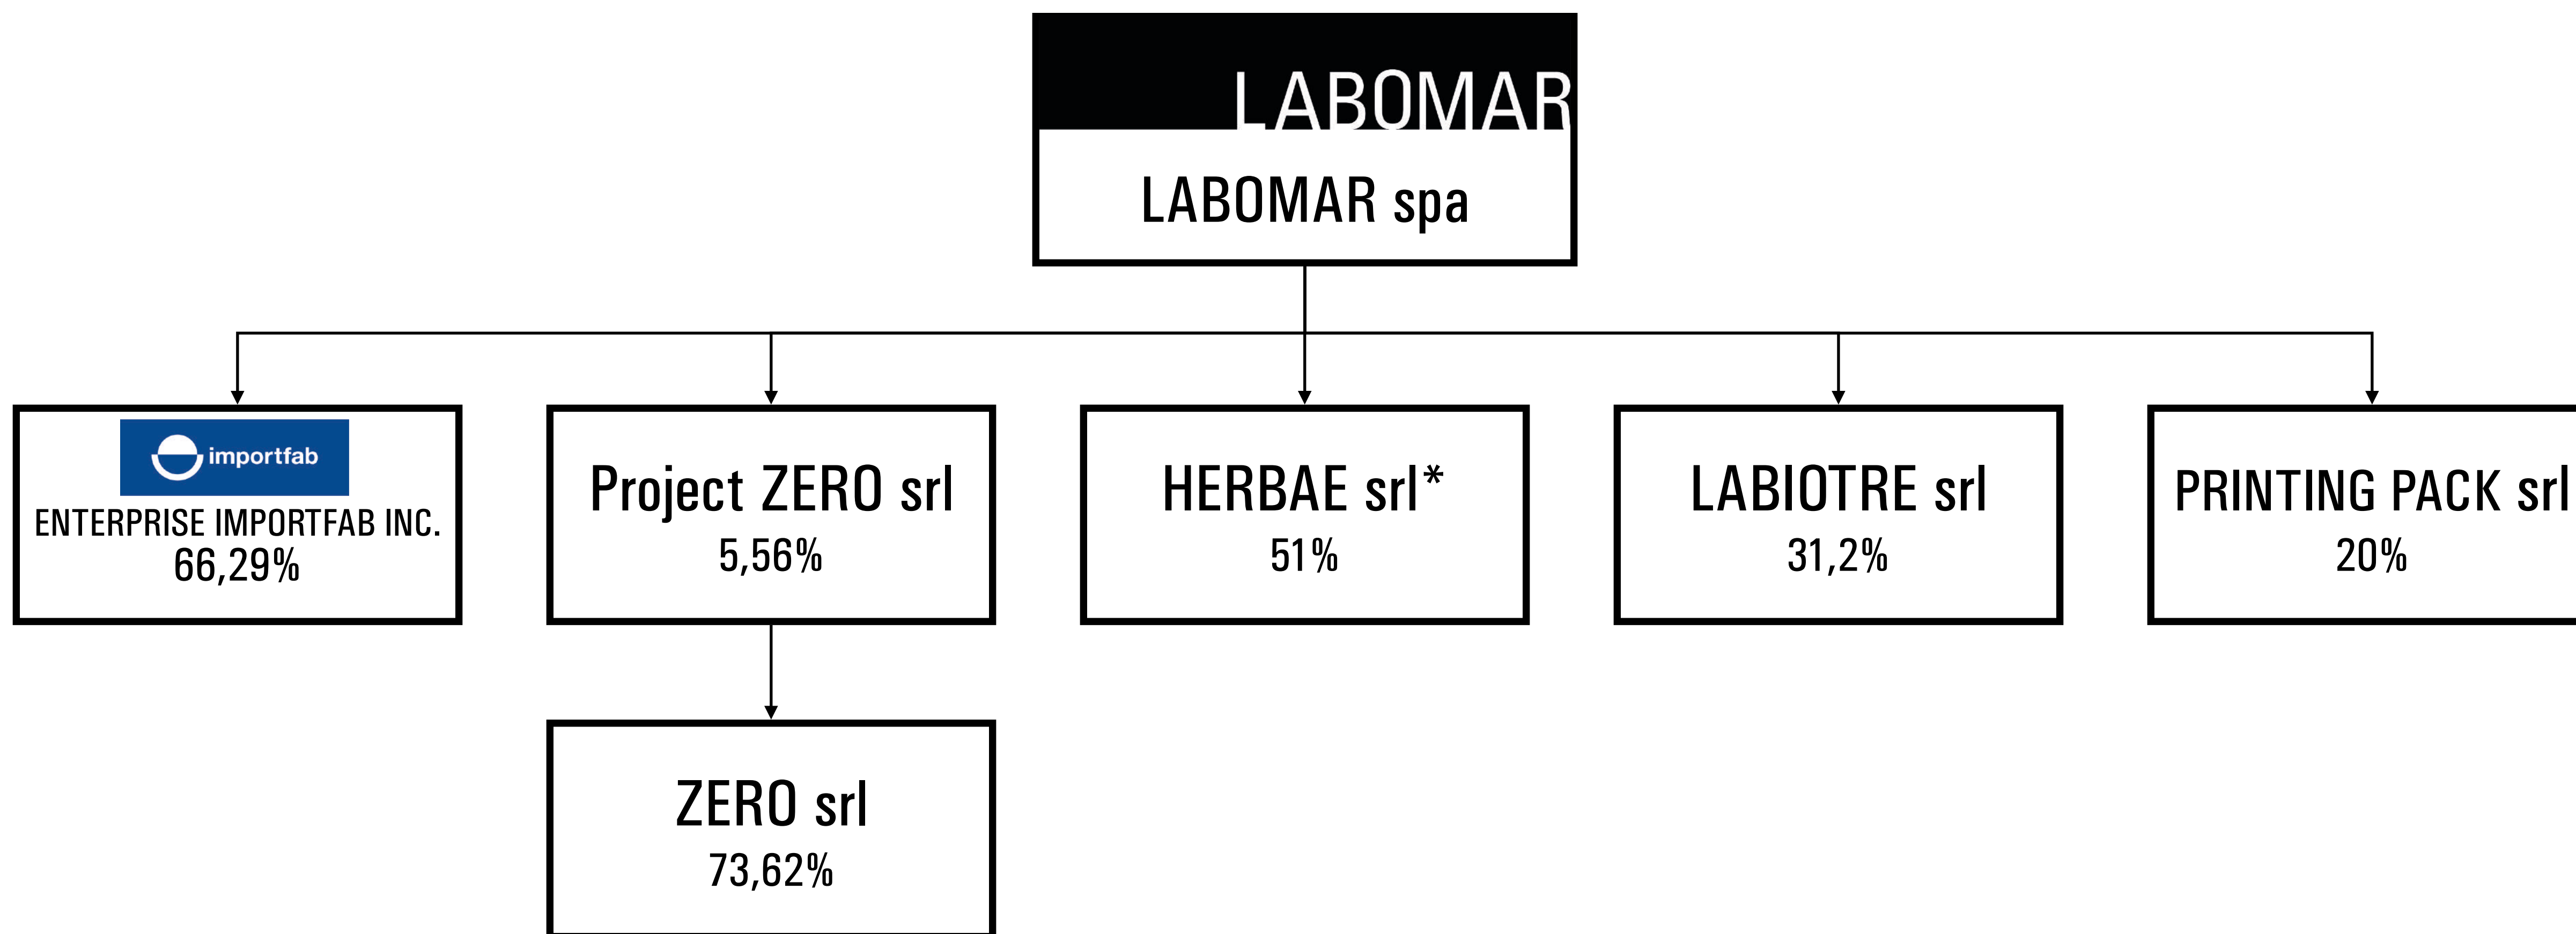 LABOMAR
LABOMAR spa
importfab
ENTERPRISE IMPORTFAB INC.
66,29%
Project ZERO srl
5,56%
HERBAE srl*
51%
LABIOTRE srl
31,2%
PRINTING PACK srl
20%
ZERO srl
73,62%